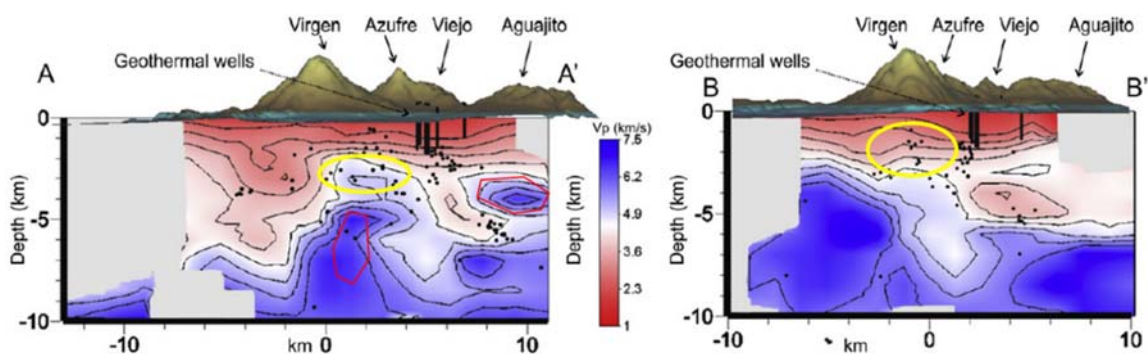 Virgen Azufre Viejo Aguajito
Geothermal wells
A A'
0
-5
-10
Depth (km)
-10 km 0 10
Vp (km/s)
7.5
6.2
4.9
3.6
2.3
1
Virgen Azufre Viejo Aguajito
Geothermal wells
B B'
0
-5
-10
Depth (km)
Depth (km)
-10 km 0 10